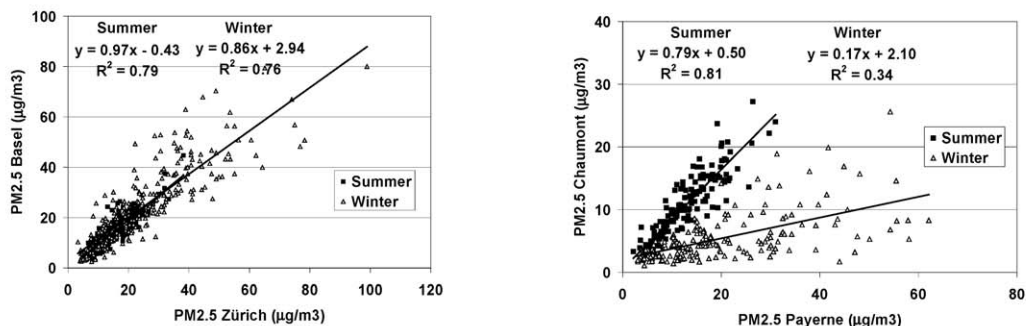 Summer Winter
y = 0.97x - 0.43 y = 0.86x + 2.94
R² = 0.79 R² = 0.76
100
80
60
40
20
0
PM2.5 Basel (µg/m3)
Summer
Winter
0 20 40 60 80 100 120
PM2.5 Zürich (µg/m3)
Summer Winter
y = 0.79x + 0.50 y = 0.17x + 2.10
R² = 0.81 R² = 0.34
40
30
20
10
0
PM2.5 Chaumont (µg/m3)
Summer
Winter
0 20 40 60 80
PM2.5 Payerne (µg/m3)